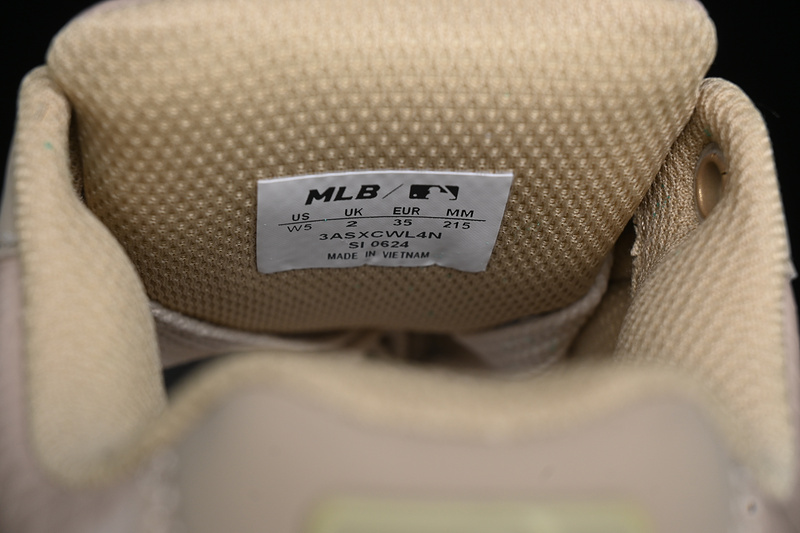 MLB /
US UK EUR MM
W5 2 35 215
3ASXCWL4N
SI 0624
MADE IN VIETNAM